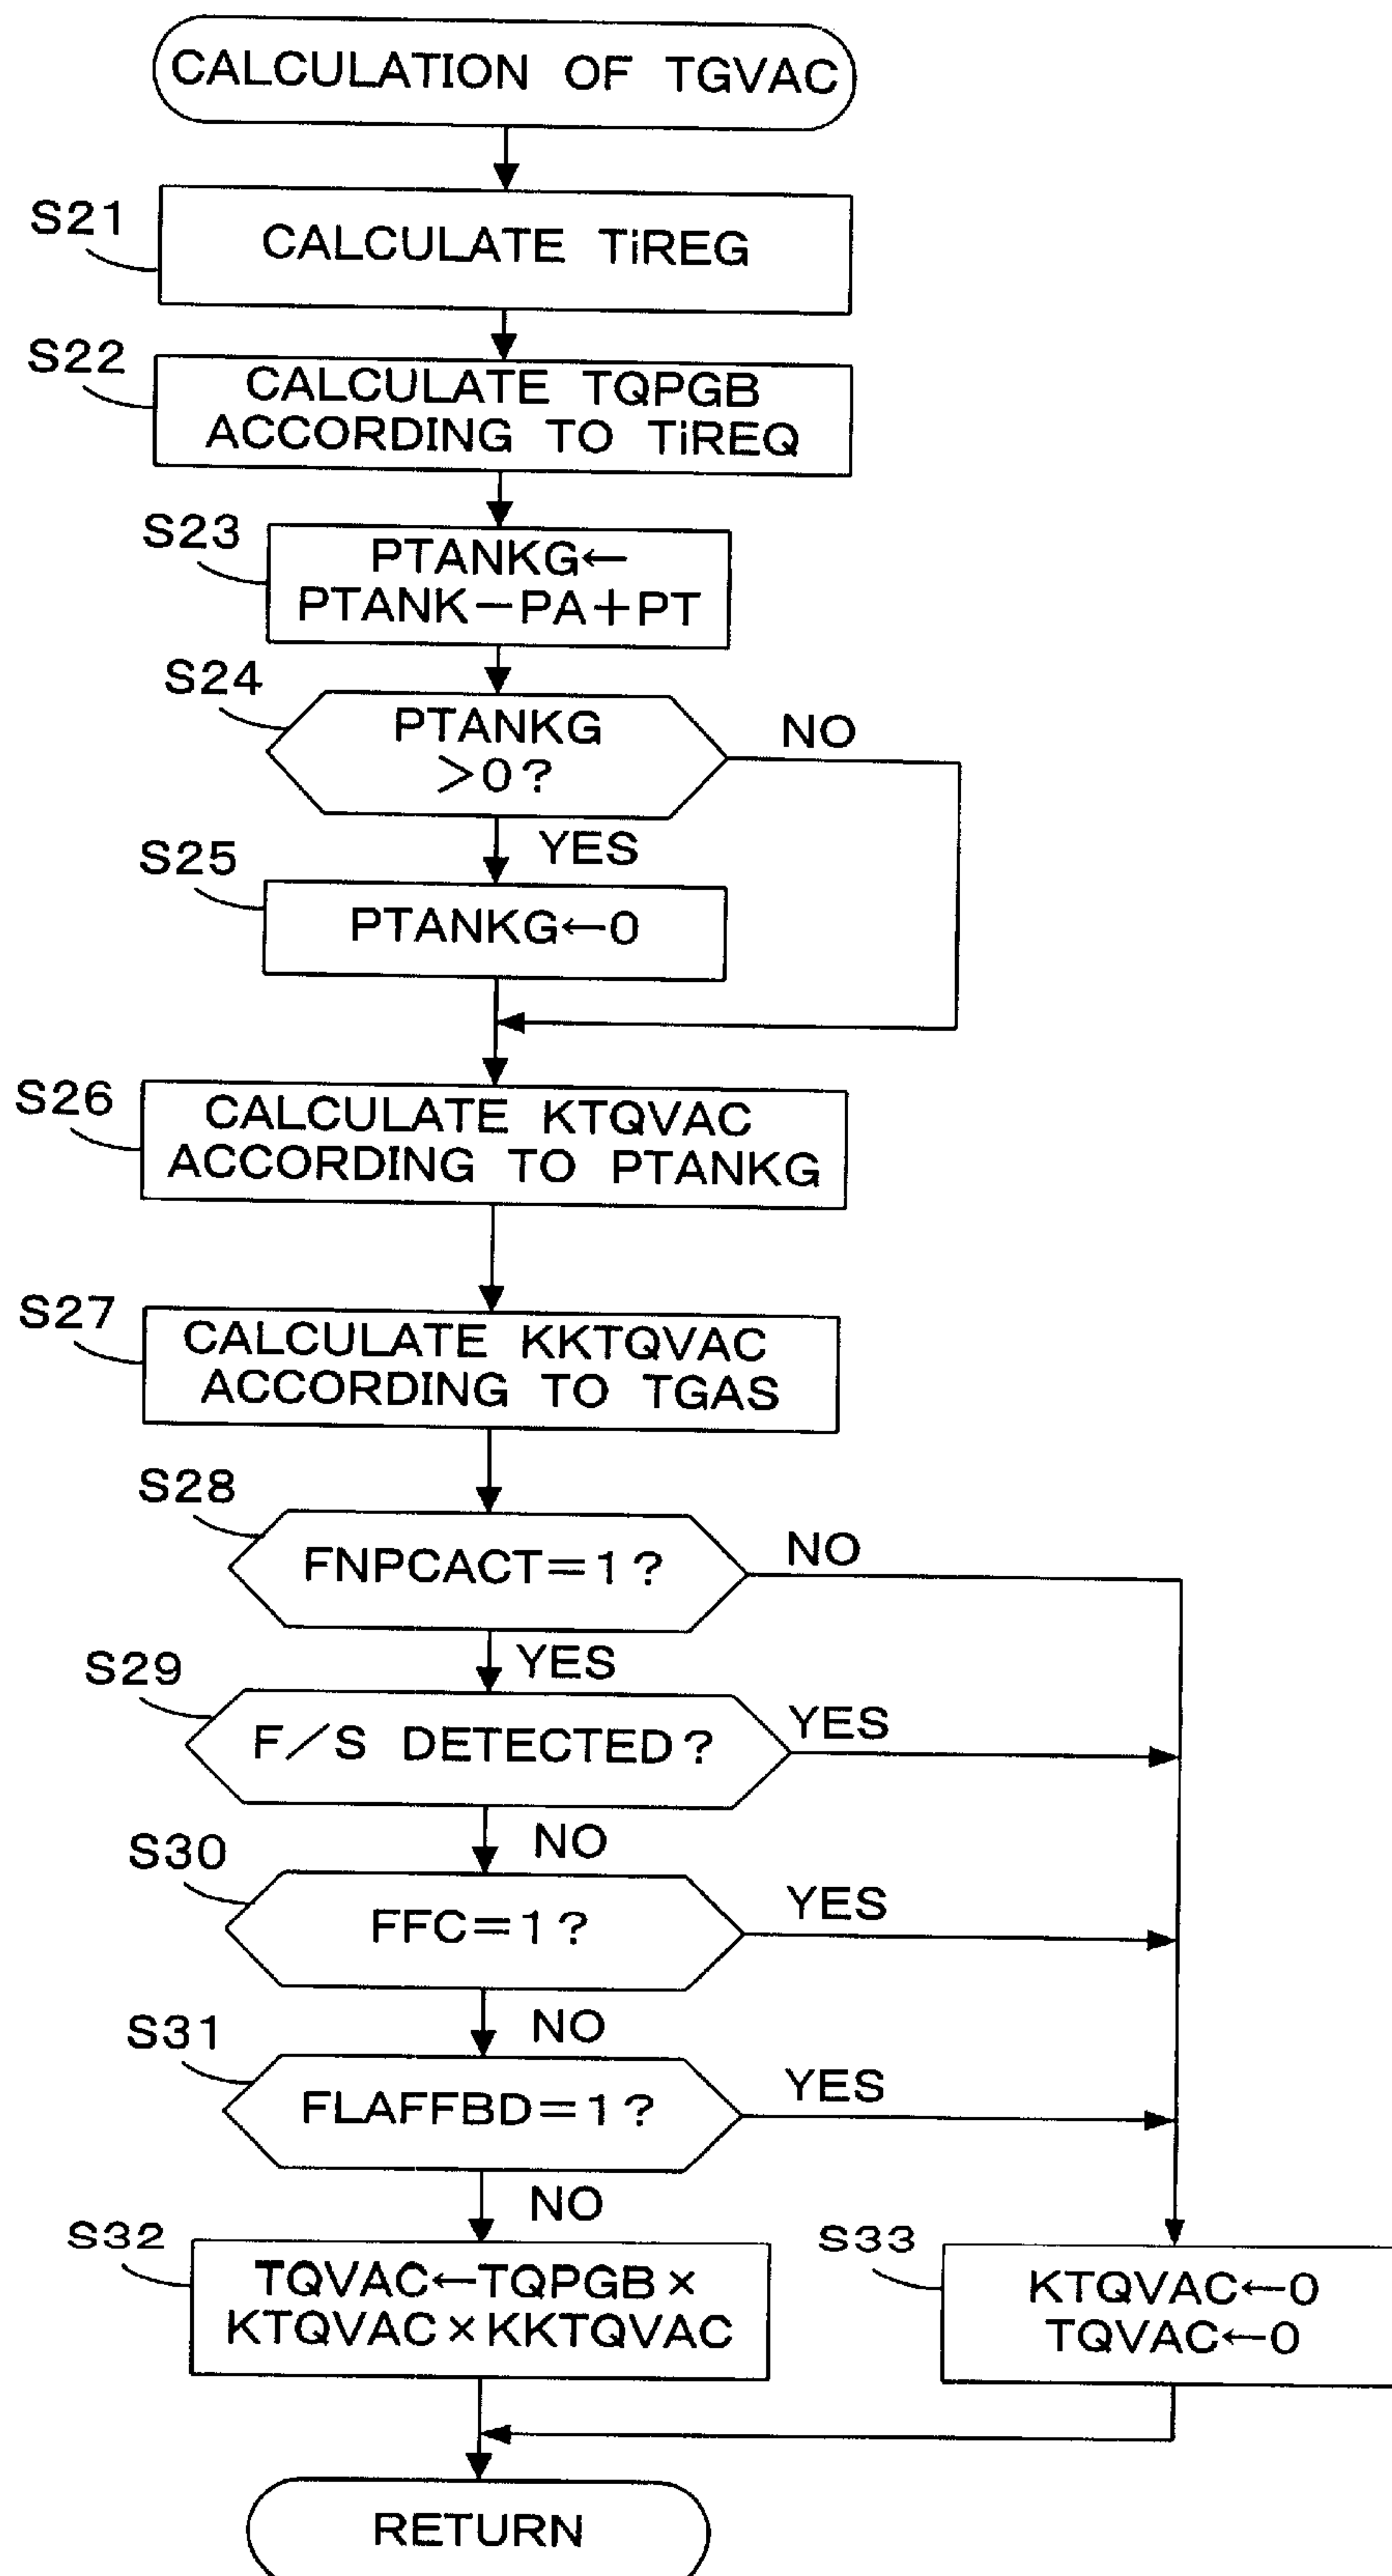 CALCULATION OF TGVAC
S21
CALCULATE TiREG
S22
CALCULATE TQPGB
ACCORDING TO TiREQ
S23
PTANKG←
PTANK−PA+PT
S24
PTANKG
>0?
NO
YES
S25
PTANKG←0
S26
CALCULATE KTQVAC
ACCORDING TO PTANKG
S27
CALCULATE KKTQVAC
ACCORDING TO TGAS
S28
FNPCACT=1?
NO
YES
S29
F/S DETECTED?
YES
NO
S30
FFC=1?
YES
NO
S31
FLAFFBD=1?
YES
NO
S32
TQVAC←TQPGB×
KTQVAC×KKTQVAC
S33
KTQVAC←0
TQVAC←0
RETURN